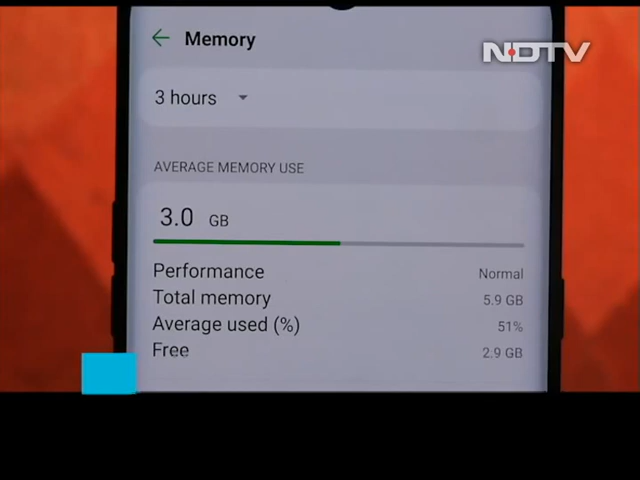 Memory
NDTV
3 hours
AVERAGE MEMORY USE
3.0 GB
Performance Normal
Total memory 5.9 GB
Average used (%) 51%
Free 2.9 GB